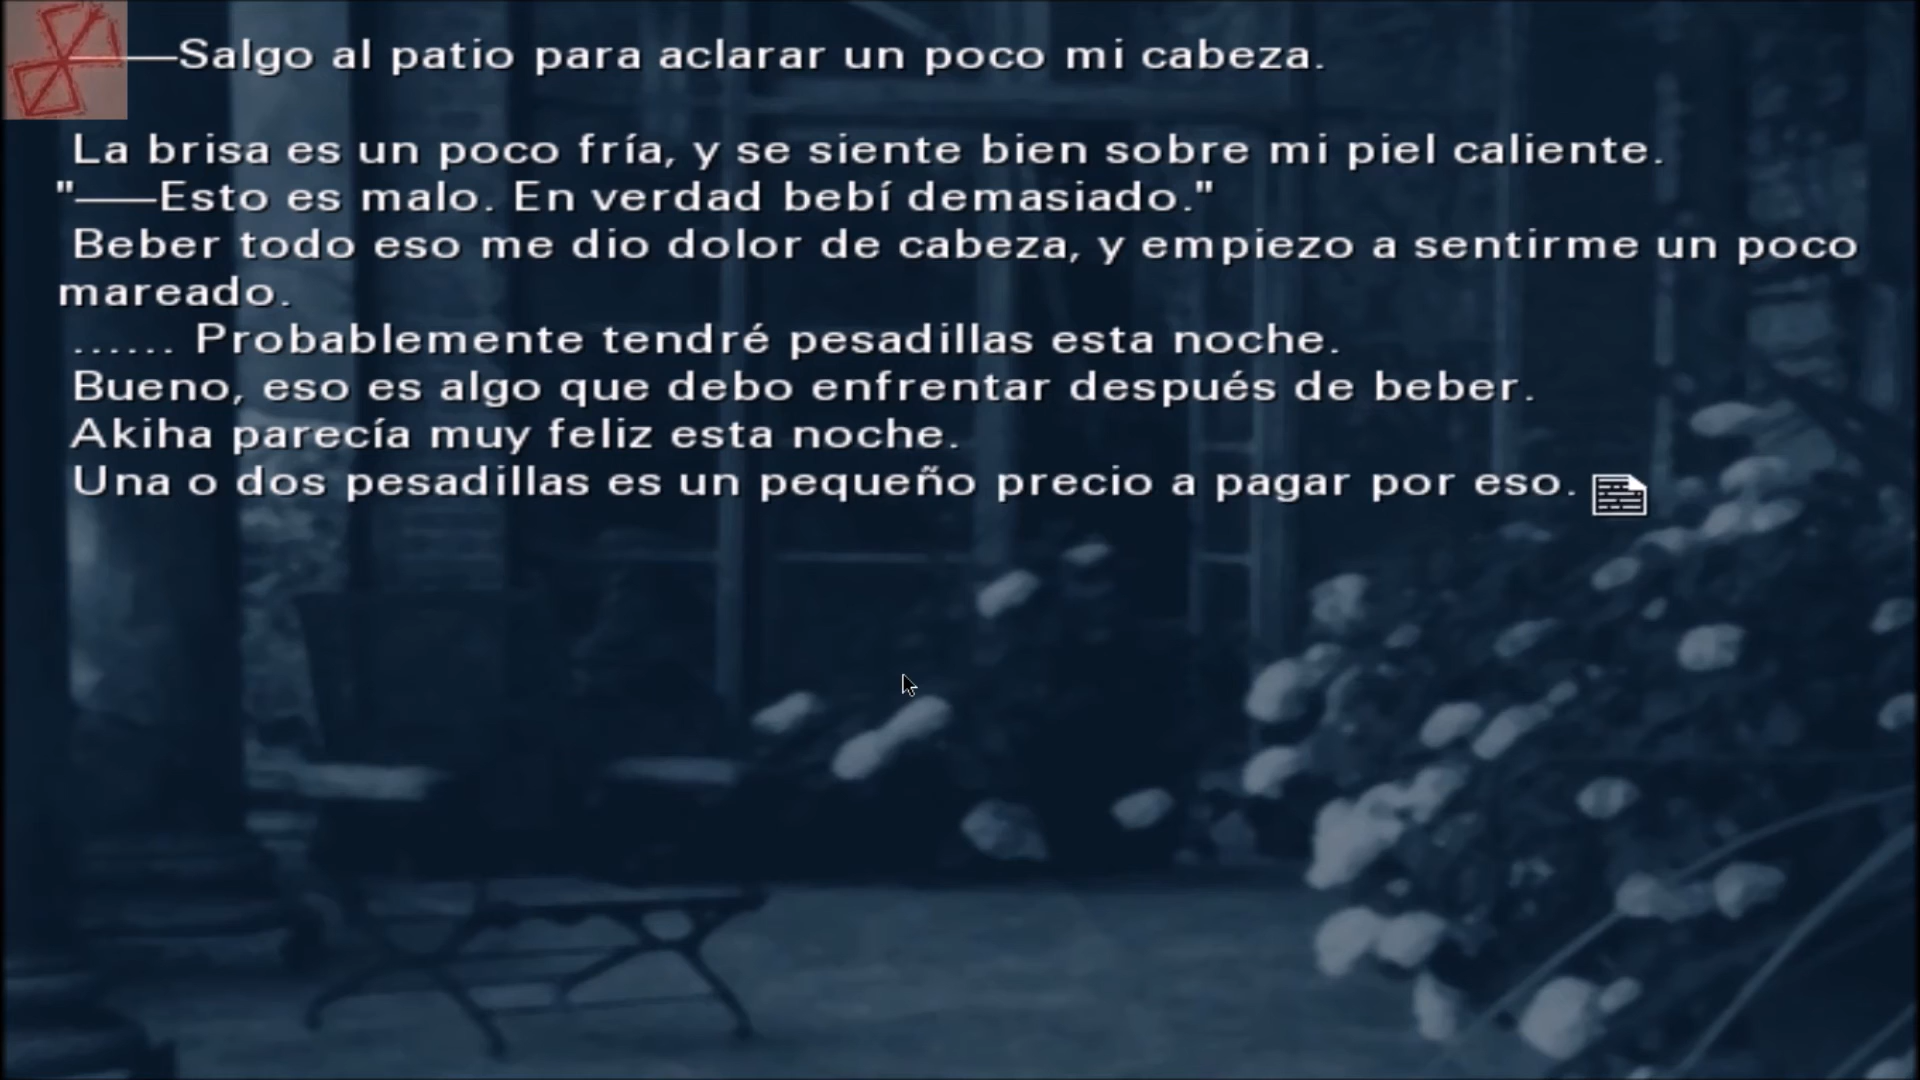 ——Salgo al patio para aclarar un poco mi cabeza.
La brisa es un poco fría, y se siente bien sobre mi piel caliente.
"——Esto es malo. En verdad bebí demasiado."
Beber todo eso me dio dolor de cabeza, y empiezo a sentirme un poco
mareado.
...... Probablemente tendré pesadillas esta noche.
Bueno, eso es algo que debo enfrentar después de beber.
Akiha parecía muy feliz esta noche.
Una o dos pesadillas es un pequeño precio a pagar por eso.